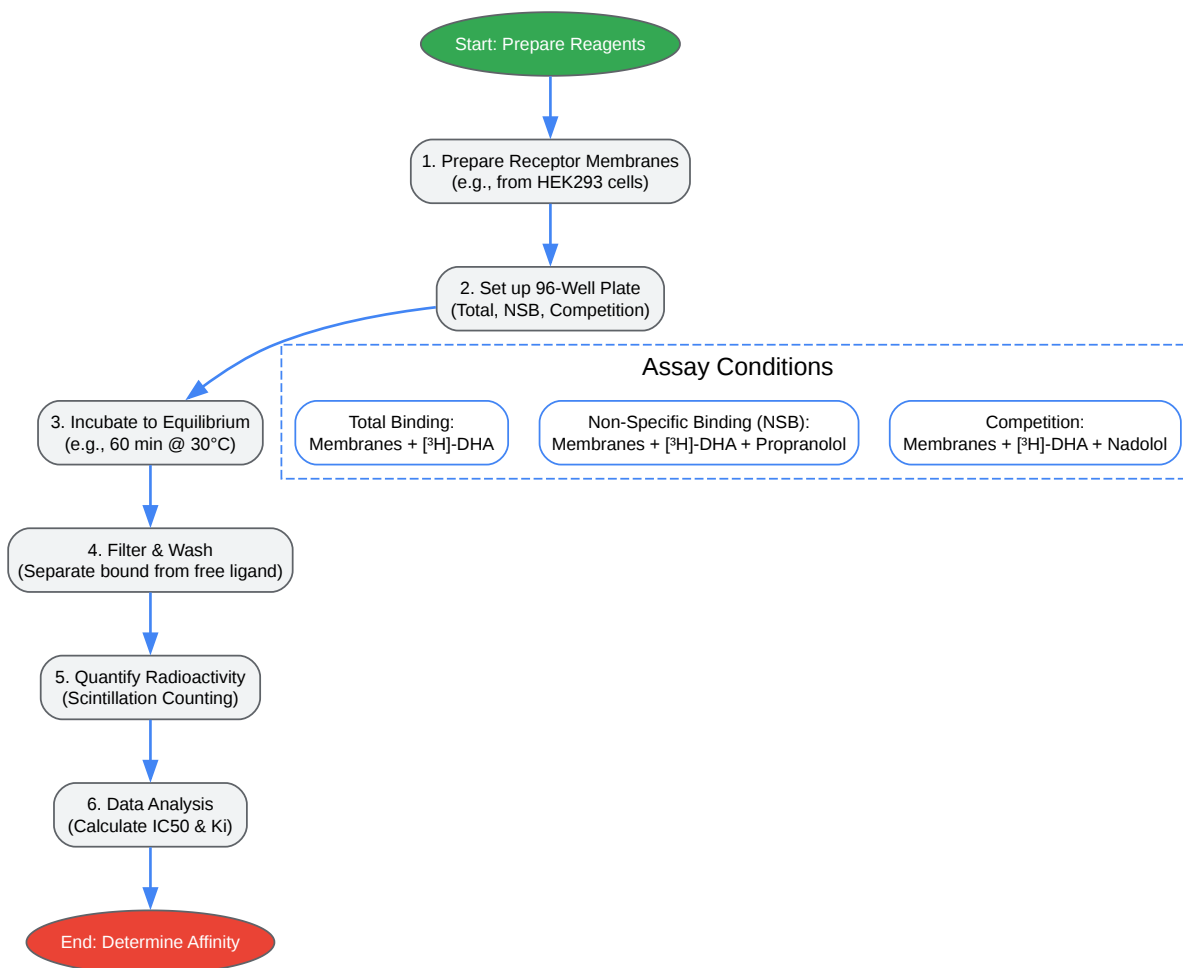 Start: Prepare Reagents
1. Prepare Receptor Membranes
(e.g., from HEK293 cells)
2. Set up 96-Well Plate
(Total, NSB, Competition)
Assay Conditions
3. Incubate to Equilibrium
(e.g., 60 min @ 30°C)
Total Binding:
Membranes + [³H]-DHA
Non-Specific Binding (NSB):
Membranes + [³H]-DHA + Propranolol
Competition:
Membranes + [³H]-DHA + Nadolol
4. Filter & Wash
(Separate bound from free ligand)
5. Quantify Radioactivity
(Scintillation Counting)
6. Data Analysis
(Calculate IC50 & Ki)
End: Determine Affinity